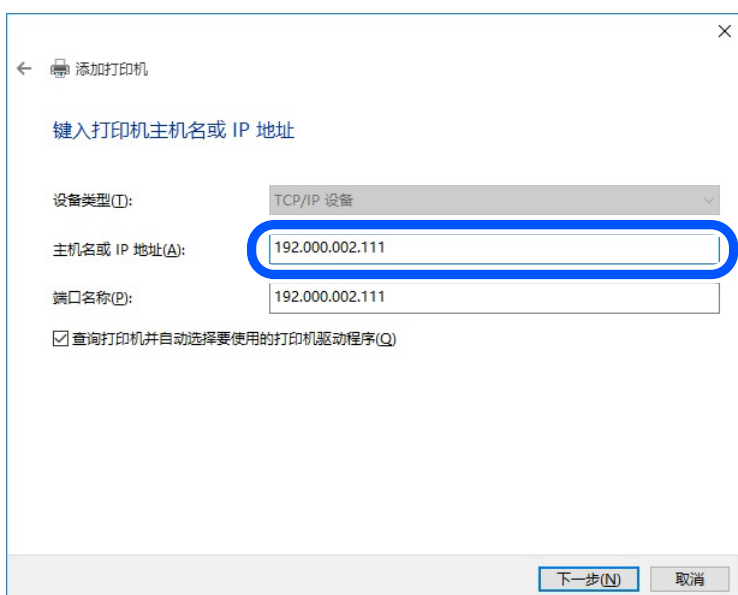 添加打印机
键入打印机主机名或 IP 地址
设备类型(T): TCP/IP 设备
主机名或 IP 地址(A): 192.000.002.111
端口名称(P): 192.000.002.111
查询打印机并自动选择要使用的打印机驱动程序(Q)
下一步(N) 取消